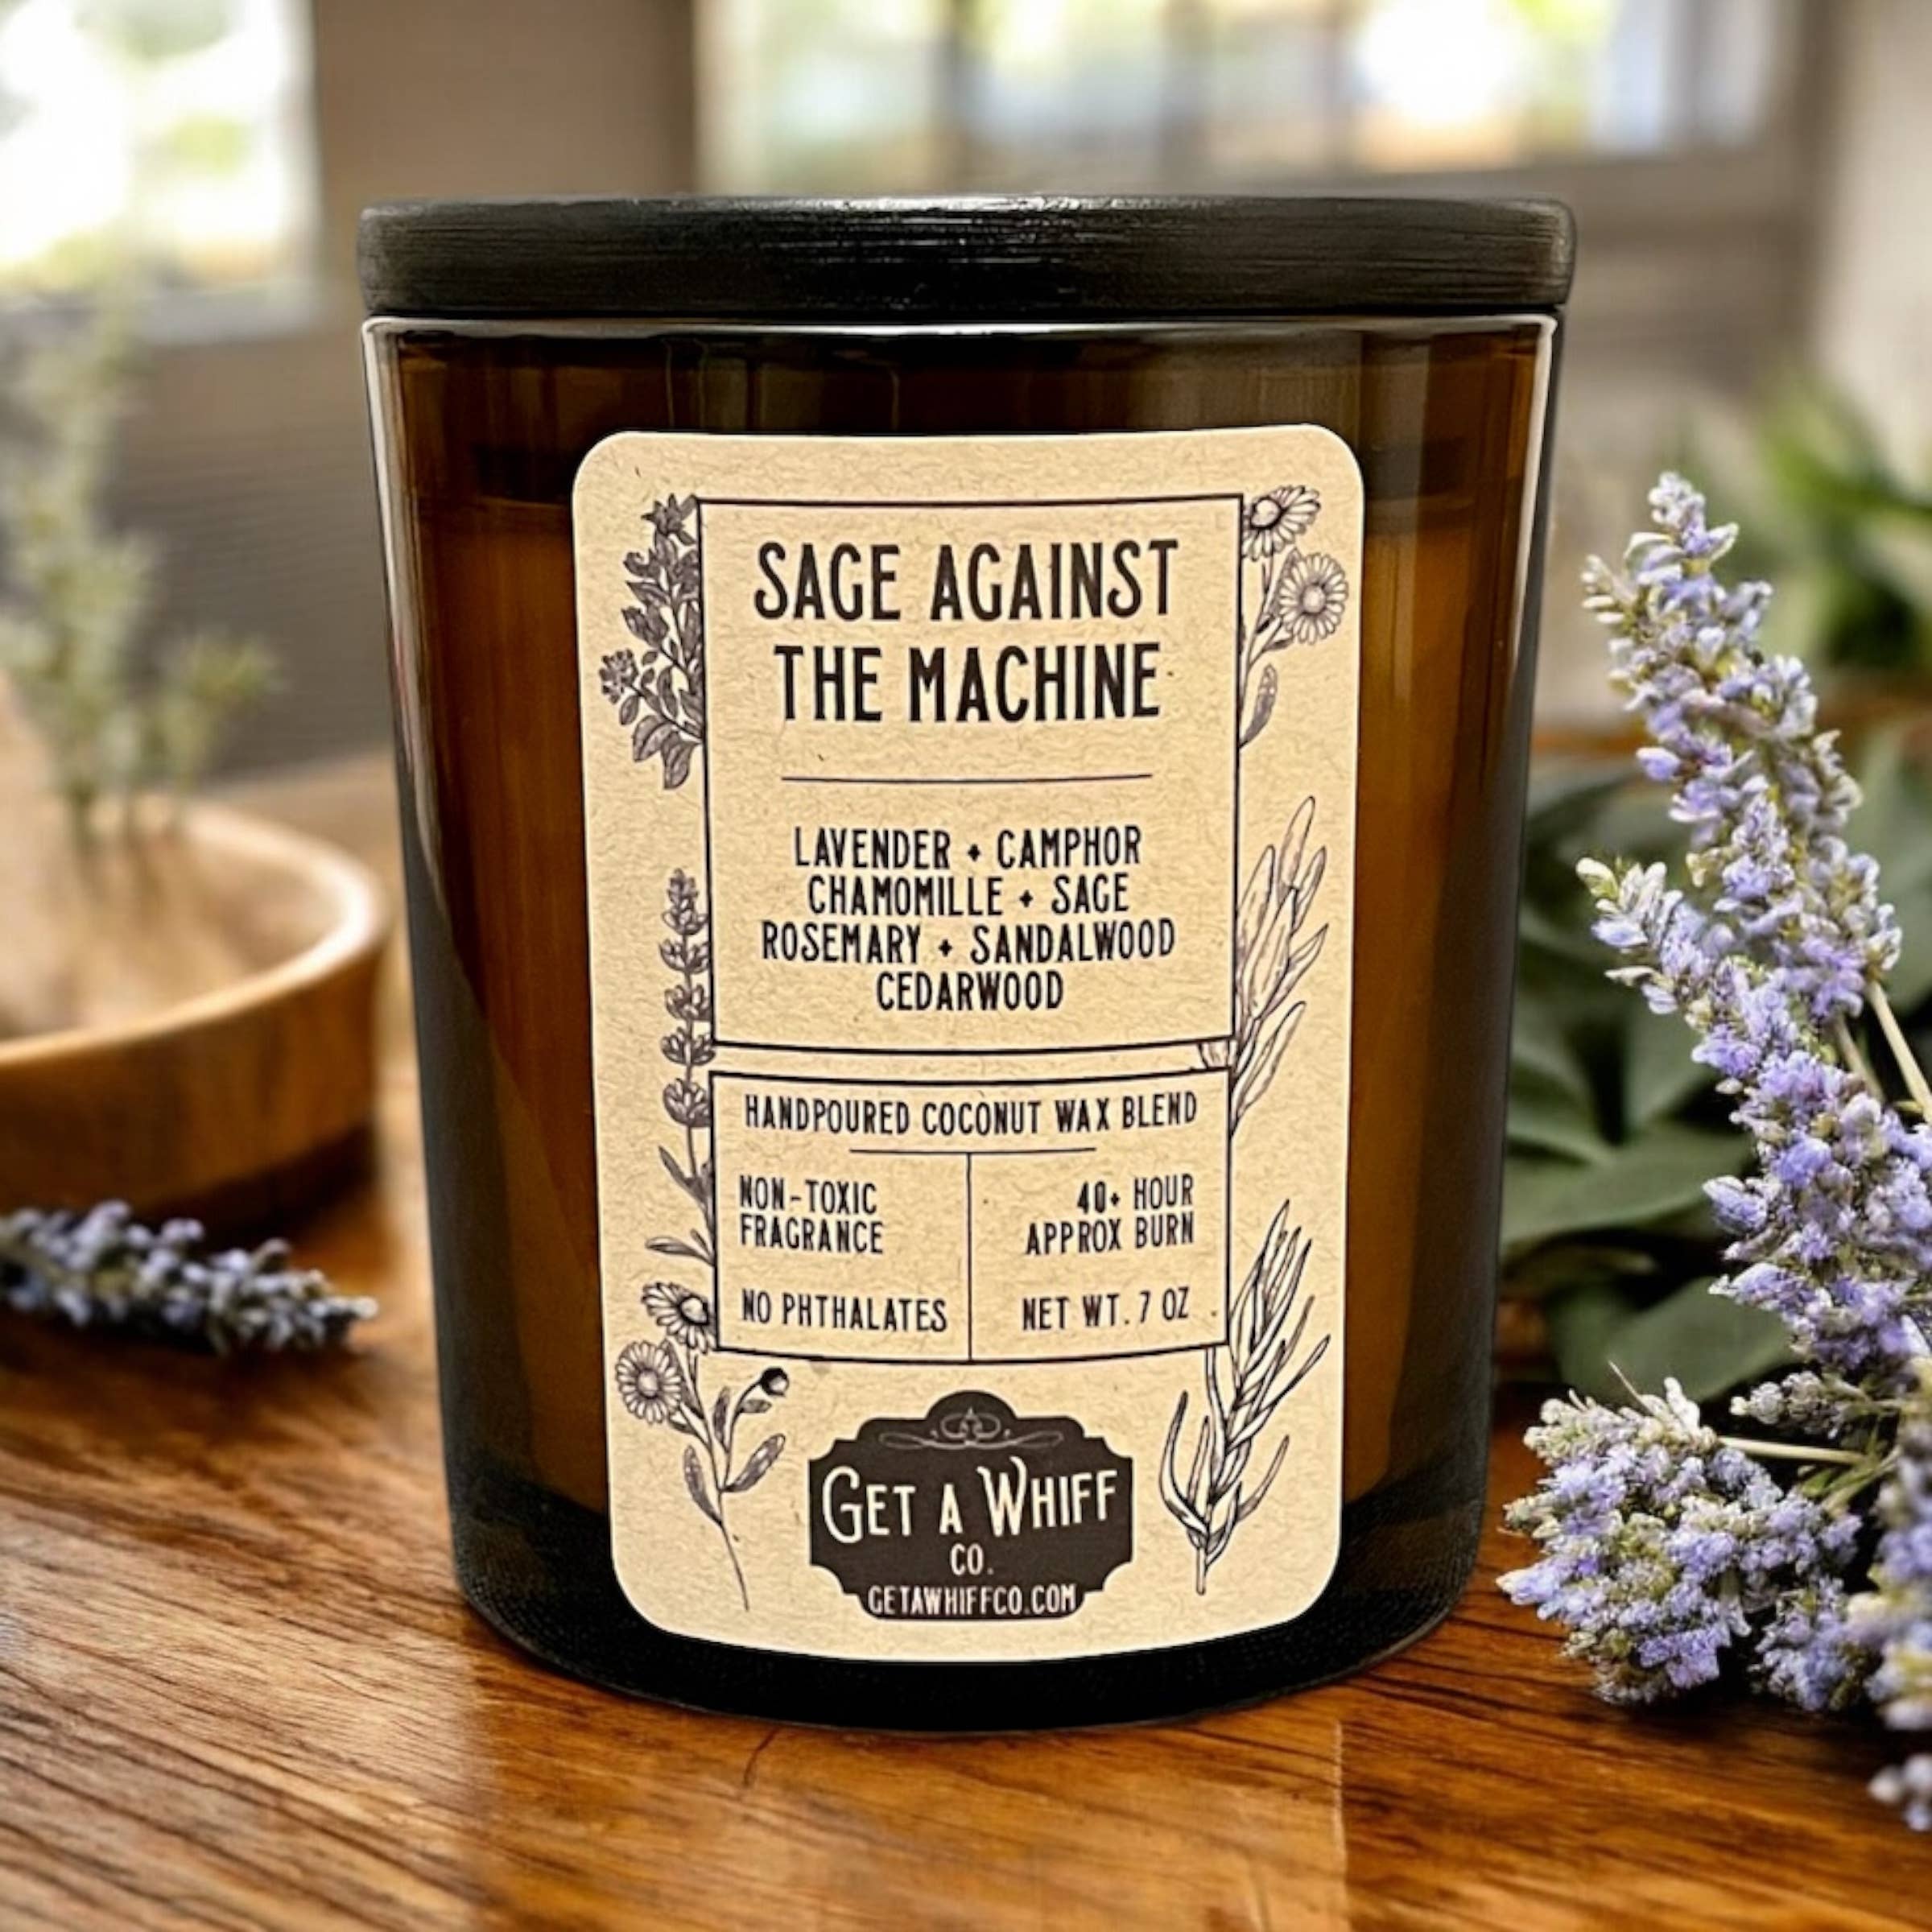 SAGE AGAINST
THE MACHINE
LAVENDER + CAMPHOR
CHAMOMILLE + SAGE
ROSEMARY + SANDALWOOD
CEDARWOOD
HANDPOURED COCONUT WAX BLEND
NON-TOXIC
FRAGRANCE
NO PHTHALATES
40+ HOUR
APPROX BURN
NET WT. 7 OZ
GET A WHIFF
CO.
GETAWHIFFCO.COM